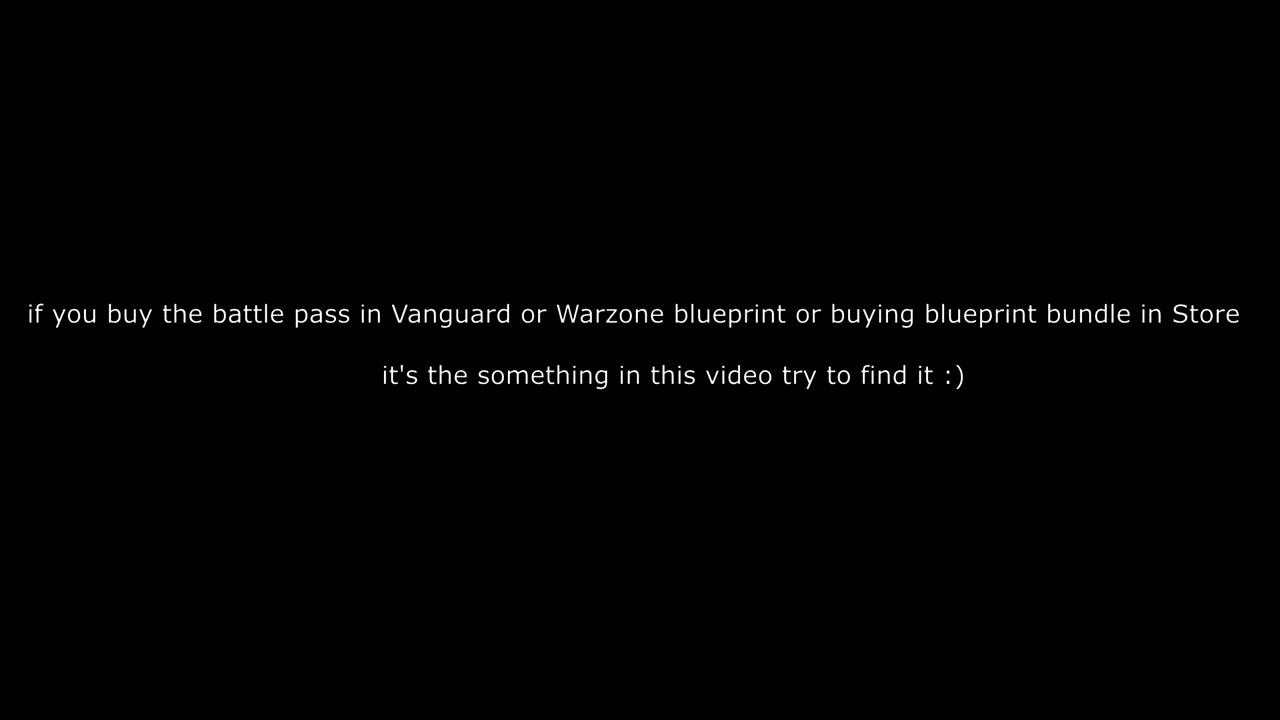 if you buy the battle pass in Vanguard or Warzone blueprint or buying blueprint bundle in Store
it's the something in this video try to find it :)